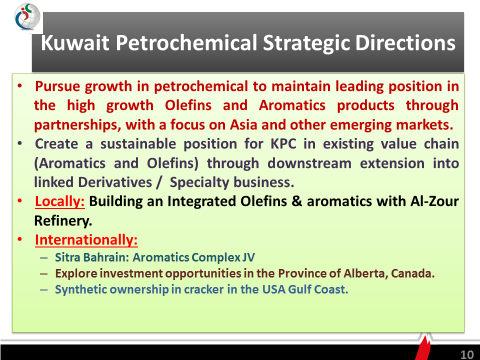 Kuwait Petrochemical Strategic Directions
• Pursue growth in petrochemical to maintain leading position in
the high growth Olefins and Aromatics products through
partnerships, with a focus on Asia and other emerging markets.
• Create a sustainable position for KPC in existing value chain
(Aromatics and Olefins) through downstream extension into
linked Derivatives / Specialty business.
• Locally: Building an Integrated Olefins & aromatics with Al-Zour
Refinery.
• Internationally:
– Sitra Bahrain: Aromatics Complex JV
– Explore investment opportunities in the Province of Alberta, Canada.
– Synthetic ownership in cracker in the USA Gulf Coast.
10